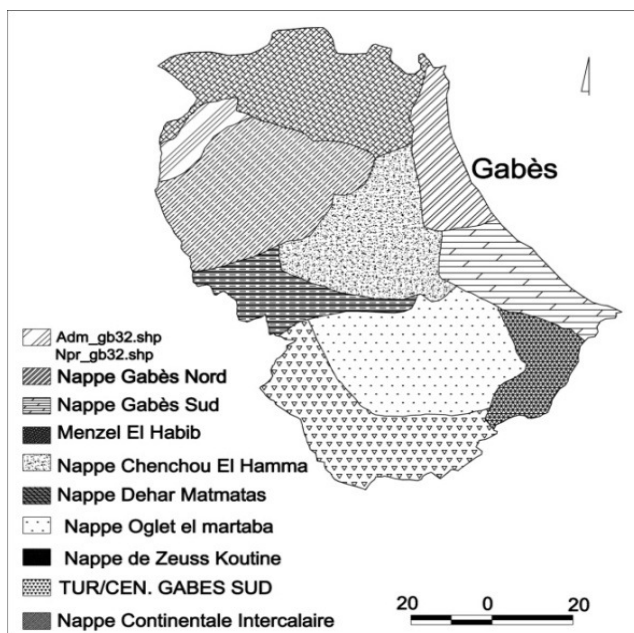 Gabès
Adm_gb32.shp
Npr_gb32.shp
Nappe Gabès Nord
Nappe Gabès Sud
Menzel El Habib
Nappe Chenchou El Hamma
Nappe Dehar Matmatas
Nappe Oglet el martaba
Nappe de Zeuss Koutine
TUR/CEN. GABES SUD
Nappe Continentale Intercalaire
20 0 20